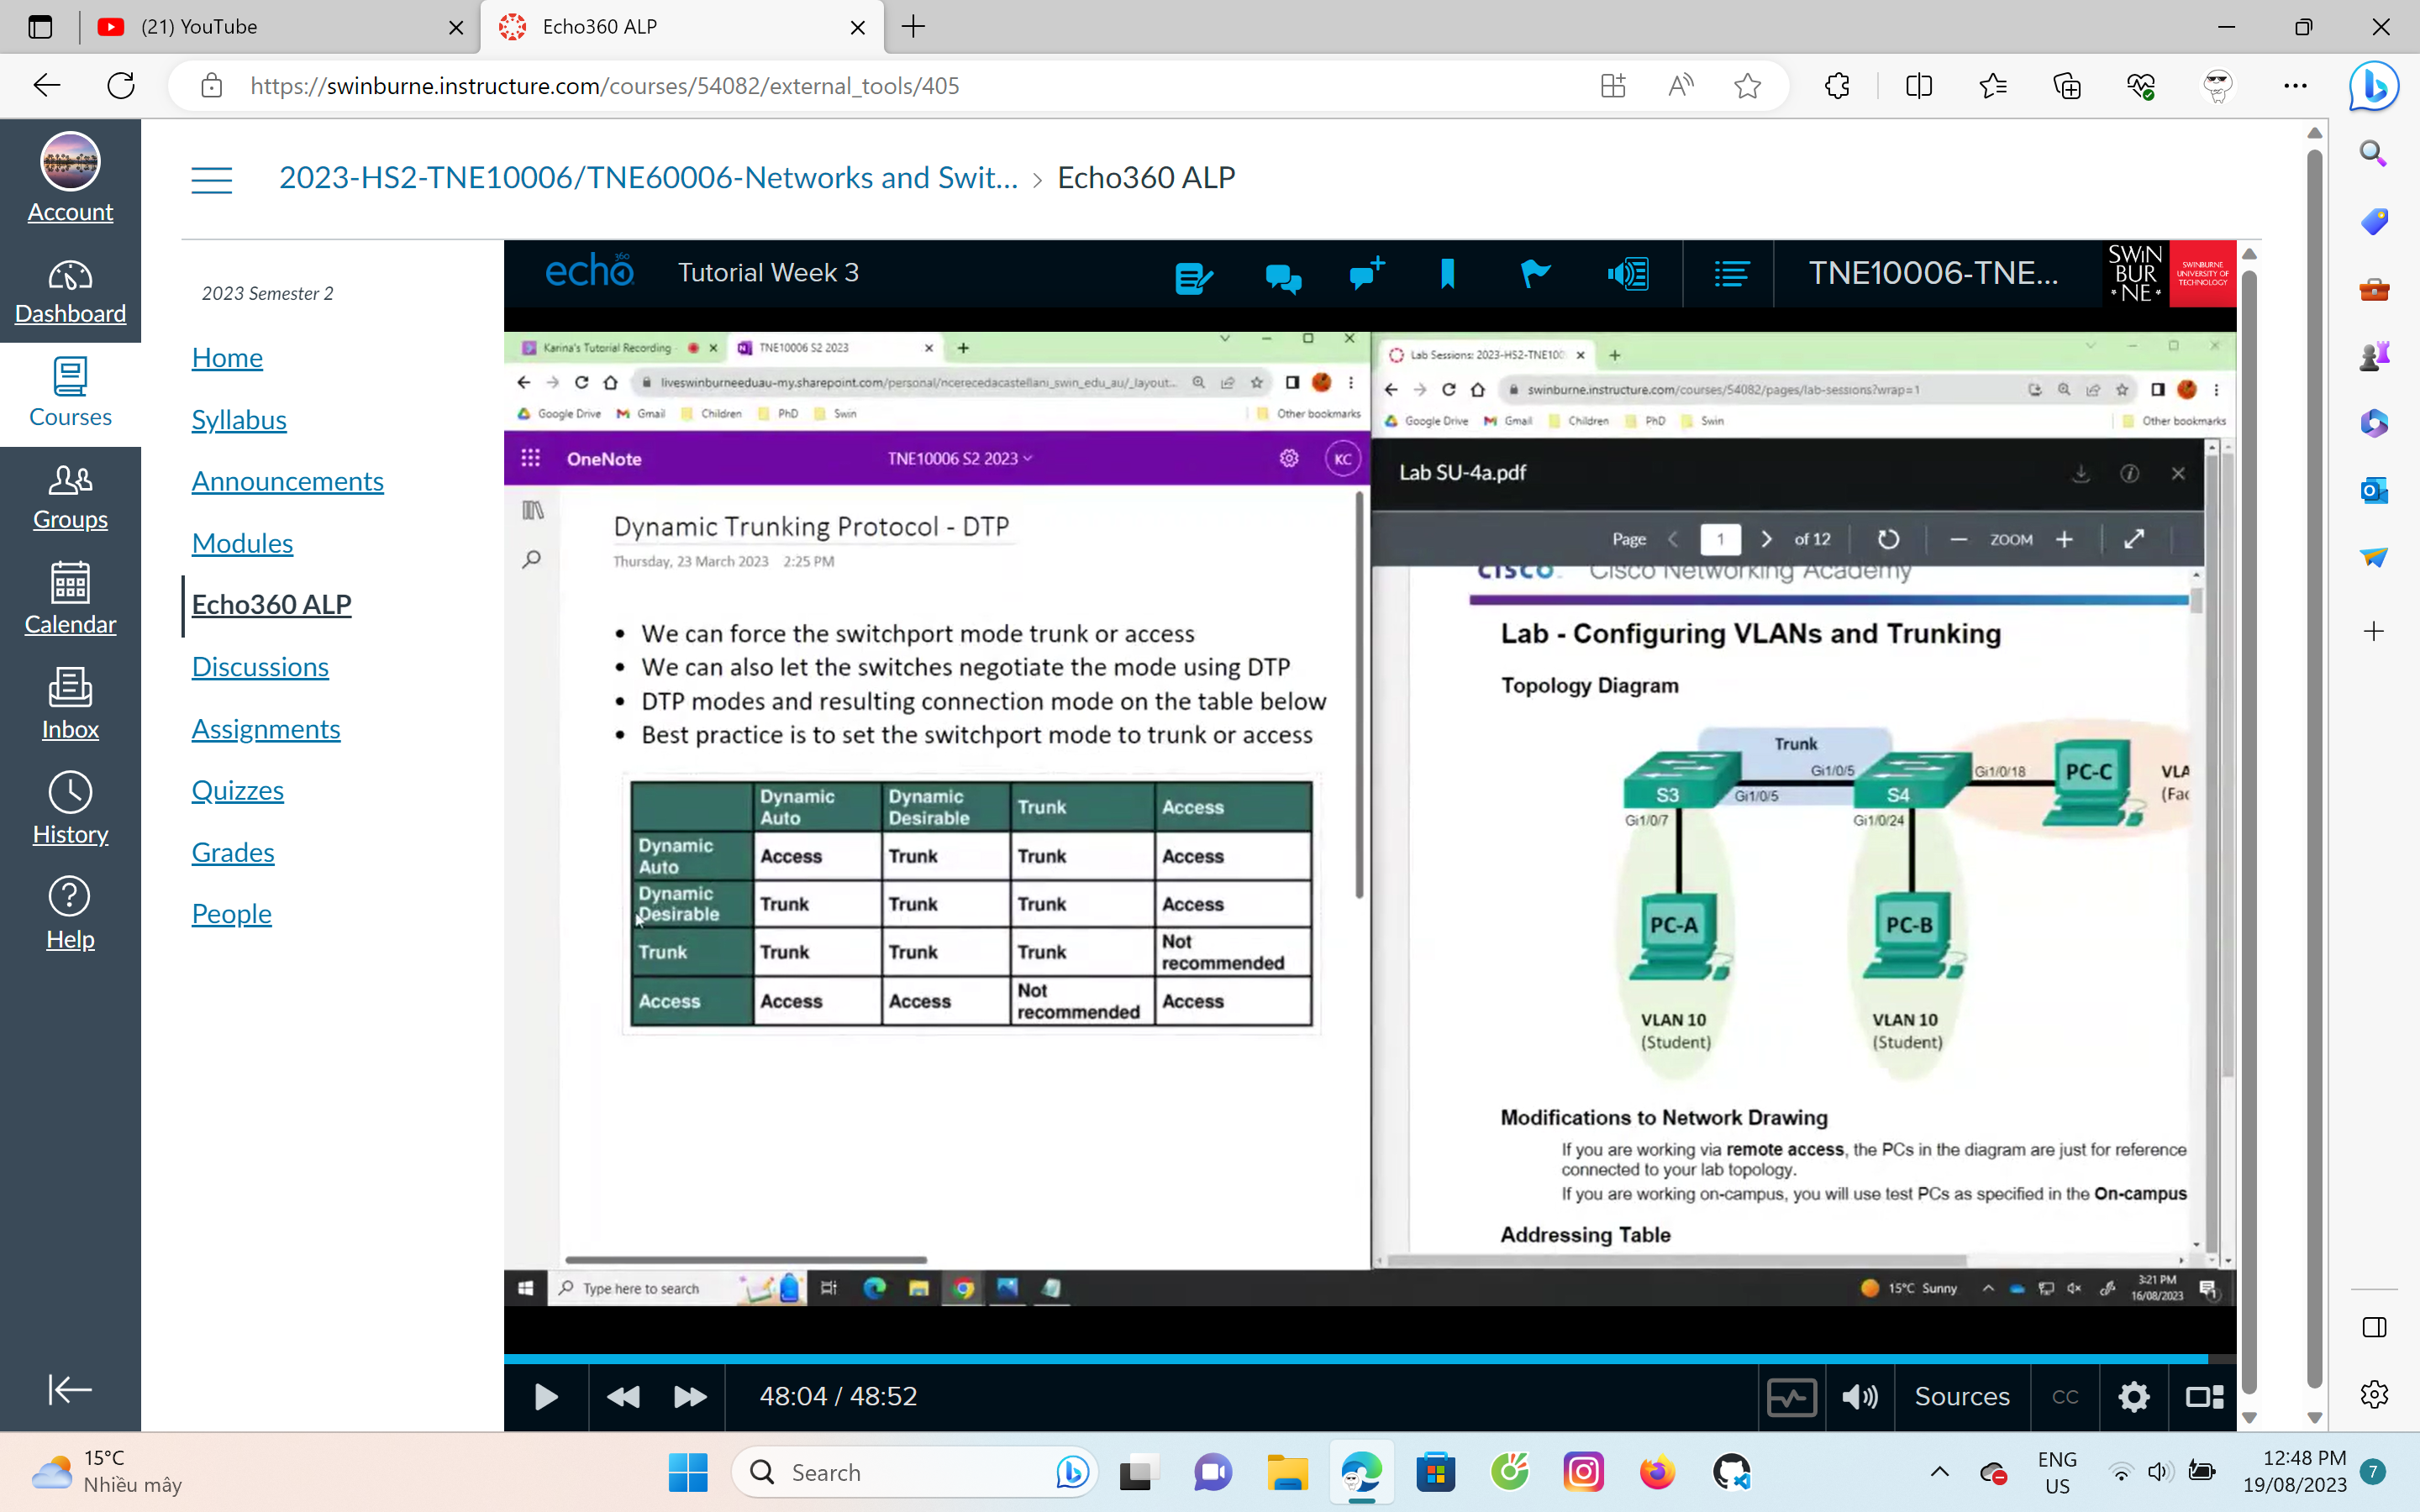 (21) YouTube
Echo360 ALP
https://swinburne.instructure.com/courses/54082/external_tools/405
Account
Dashboard
Courses
Groups
Calendar
Inbox
History
Help
2023-HS2-TNE10006/TNE60006-Networks and Swit... › Echo360 ALP
2023 Semester 2
Home
Syllabus
Announcements
Modules
Echo360 ALP
Discussions
Assignments
Quizzes
Grades
People
echo 360
Tutorial Week 3
TNE10006-TNE...
SWIN
BUR
*NE*
SWINBURNE
UNIVERSITY OF
TECHNOLOGY
Karina's Tutorial Recording
TNE10006 S2 2023
liveswinburneeduau-my.sharepoint.com/personal/ncerecedacastellani_swin_edu_au/_layout...
Google Drive Gmail Children PhD Swin Other bookmarks
OneNote
TNE10006 S2 2023
KC
Dynamic Trunking Protocol - DTP
Thursday, 23 March 2023 2:25 PM
• We can force the switchport mode trunk or access
• We can also let the switches negotiate the mode using DTP
• DTP modes and resulting connection mode on the table below
• Best practice is to set the switchport mode to trunk or access
Dynamic Auto Dynamic Desirable Trunk Access
Dynamic Auto Access Trunk Trunk Access
Dynamic Desirable Trunk Trunk Trunk Access
Trunk Trunk Trunk Trunk Not recommended
Access Access Access Not recommended Access
Lab Sessions: 2023-HS2-TNE100
swinburne.instructure.com/courses/54082/pages/lab-sessions?wrap=1
Google Drive Gmail Children PhD Swin Other bookmarks
Lab SU-4a.pdf
Page 1 of 12 ZOOM
CISCO Cisco Networking Academy
Lab - Configuring VLANs and Trunking
Topology Diagram
Trunk
Gi1/0/5
Gi1/0/18
PC-C
VLA
(Fac
S3
Gi1/0/5
S4
Gi1/0/7
Gi1/0/24
PC-A
PC-B
VLAN 10
(Student)
VLAN 10
(Student)
Modifications to Network Drawing
If you are working via remote access, the PCs in the diagram are just for reference
connected to your lab topology.
If you are working on-campus, you will use test PCs as specified in the On-campus
Addressing Table
Type here to search
15°C Sunny
3:21 PM
16/08/2023
1
48:04 / 48:52
Sources
CC
15°C
Nhiều mây
Search
ENG
US
12:48 PM
19/08/2023
7